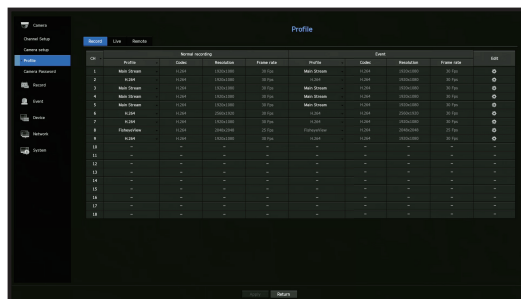 Profile
Camera
Channel Setup
Camera setup
Profile
Camera Password
Record
Event
Device
Network
System
Record Live Remote
CH Normal recording Event Edit
Profile Codec Resolution Frame rate Profile Codec Resolution Frame rate
1 Main Stream H.264 1920x1080 30 Fps Main Stream H.264 1920x1080 30 Fps
2 H.264 H.264 1920x1080 30 Fps H.264 H.264 1920x1080 30 Fps
3 Main Stream H.264 1920x1080 30 Fps Main Stream H.264 1920x1080 30 Fps
4 Main Stream H.264 1920x1080 30 Fps Main Stream H.264 1920x1080 30 Fps
5 Main Stream H.264 1920x1080 30 Fps Main Stream H.264 1920x1080 30 Fps
6 H.264 H.264 2560x1920 30 Fps H.264 H.264 2560x1920 30 Fps
7 H.264 H.264 1920x1080 30 Fps H.264 H.264 1920x1080 30 Fps
8 FisheyeView H.264 2048x2048 25 Fps FisheyeView H.264 2048x2048 25 Fps
9 H.264 H.264 1920x1080 30 Fps H.264 H.264 1920x1080 30 Fps
10 - - - - - - - -
11 - - - - - - - -
12 - - - - - - - -
13 - - - - - - - -
14 - - - - - - - -
15 - - - - - - - -
16 - - - - - - - -
17 - - - - - - - -
18 - - - - - - - -
Return